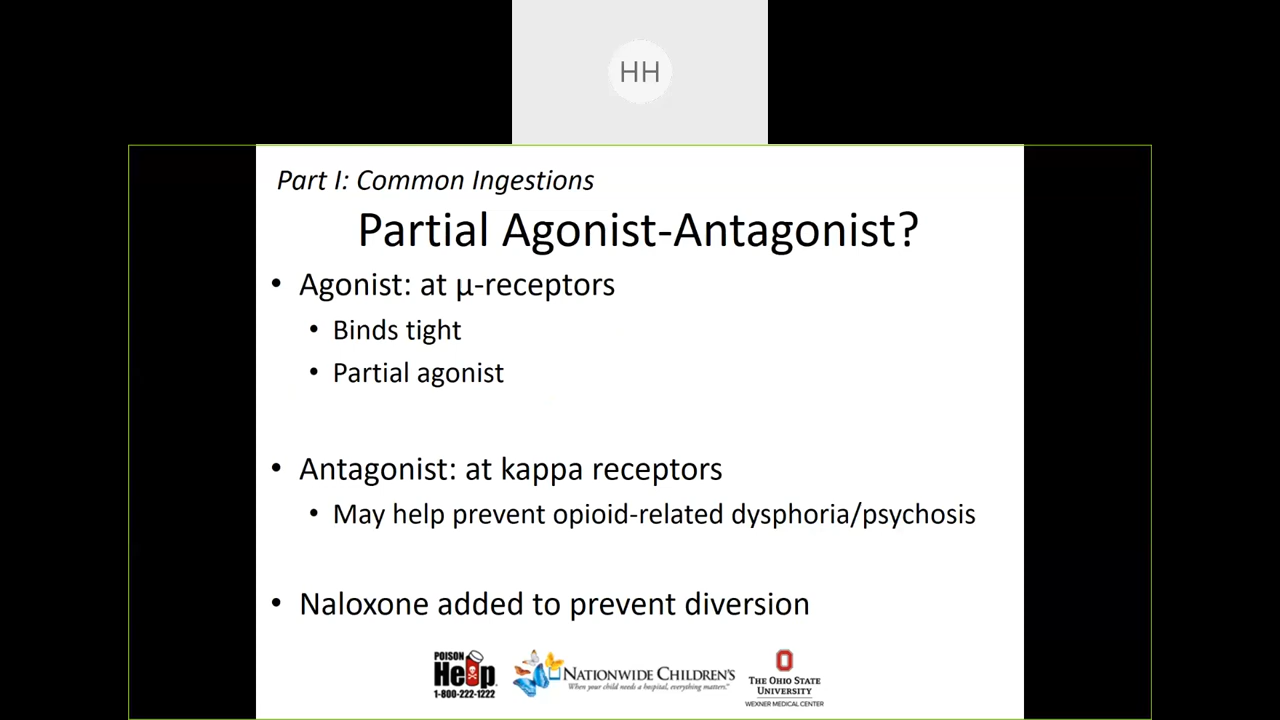 HH
Part I: Common Ingestions
Partial Agonist-Antagonist?
• Agonist: at µ-receptors
• Binds tight
• Partial agonist
• Antagonist: at kappa receptors
• May help prevent opioid-related dysphoria/psychosis
• Naloxone added to prevent diversion
POISON
Help
1-800-222-1222
NATIONWIDE CHILDREN'S
When your child needs a hospital, everything matters.™
THE OHIO STATE
UNIVERSITY
WEXNER MEDICAL CENTER